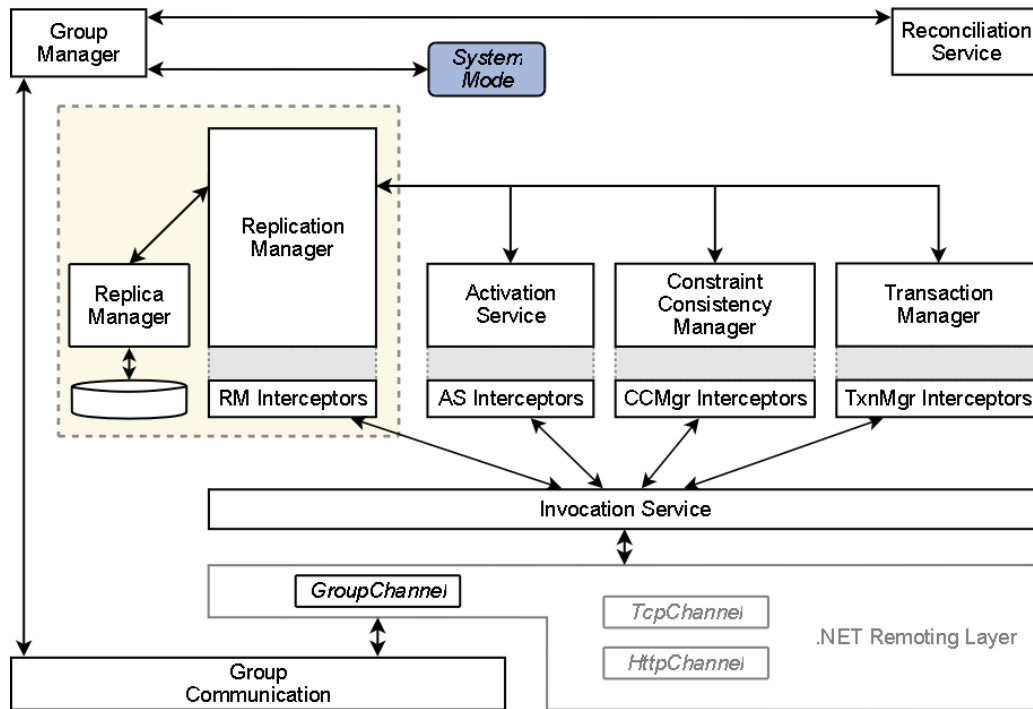 Group
Manager
Reconciliation
Service
System
Mode
Replication
Manager
Replica
Manager
Activation
Service
Constraint
Consistency
Manager
Transaction
Manager
RM Interceptors
AS Interceptors
CCMgr Interceptors
TxnMgr Interceptors
Invocation Service
GroupChannel
TcpChannel
.NET Remoting Layer
HttpChannel
Group
Communication